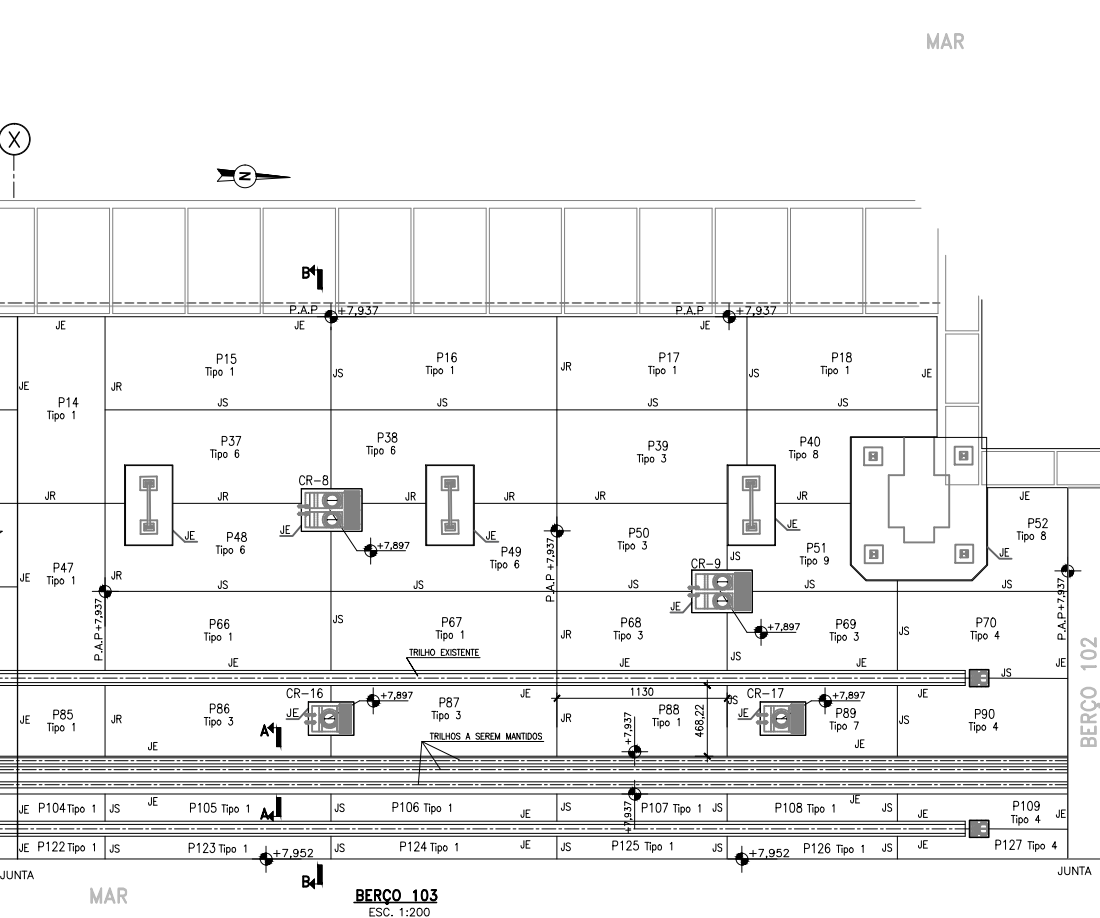 MAR
X
N
B
P.A.P +7,937
P.A.P +7,937
JE
JE
JE
P15
Tipo 1
P16
Tipo 1
P17
Tipo 1
P18
Tipo 1
JR
JS
JE
JR
JS
JE
P14
Tipo 1
JS
JS
JS
JS
P37
Tipo 6
P38
Tipo 6
P39
Tipo 3
P40
Tipo 8
CR-8
JR
JR
JR
JR
JR
JR
JE
JE
JE
JE
JE
JE
P52
Tipo 8
P48
Tipo 6
+7,897
P49
Tipo 6
P50
Tipo 3
P51
Tipo 9
JS
CR-9
P47
Tipo 1
JE
JR
JS
JS
JS
JS
P.A.P +7,937
P.A.P +7,937
P.A.P +7,937
JE
P66
Tipo 1
JS
P67
Tipo 1
P68
Tipo 3
+7,897
P69
Tipo 3
JS
P70
Tipo 4
JR
JS
JE
TRILHO EXISTENTE
JE
JE
JE
JS
BERÇO 102
CR-16
+7,897
JE
1130
JS
CR-17
+7,897
JE
P85
Tipo 1
JE
JR
P86
Tipo 3
JE
P87
Tipo 3
JR
P88
Tipo 1
468,22
JE
P89
Tipo 7
P90
Tipo 4
A
TRILHOS A SEREM MANTIDOS
+7,937
JE
JE
JE
P104 Tipo 1
JS
JE
P105 Tipo 1
A
JS
P106 Tipo 1
JE
JS
+7,937
P107 Tipo 1
JS
P108 Tipo 1
JE
JS
JE
P109
Tipo 4
JE
P122 Tipo 1
JS
P123 Tipo 1
+7,952
JS
P124 Tipo 1
JE
JS
P125 Tipo 1
JS
+7,952
P126 Tipo 1
JS
JE
P127 Tipo 4
JUNTA
JUNTA
B
MAR
BERÇO 103
ESC. 1:200